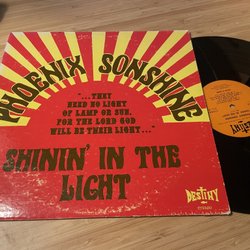 PHOENIX SONSHINE
"...THEY
NEED NO LIGHT
OF LAMP OR SUN,
FOR THE LORD GOD
WILL BE THEIR LIGHT..."
SHININ' IN THE
LIGHT
DESTINY
DESTINY